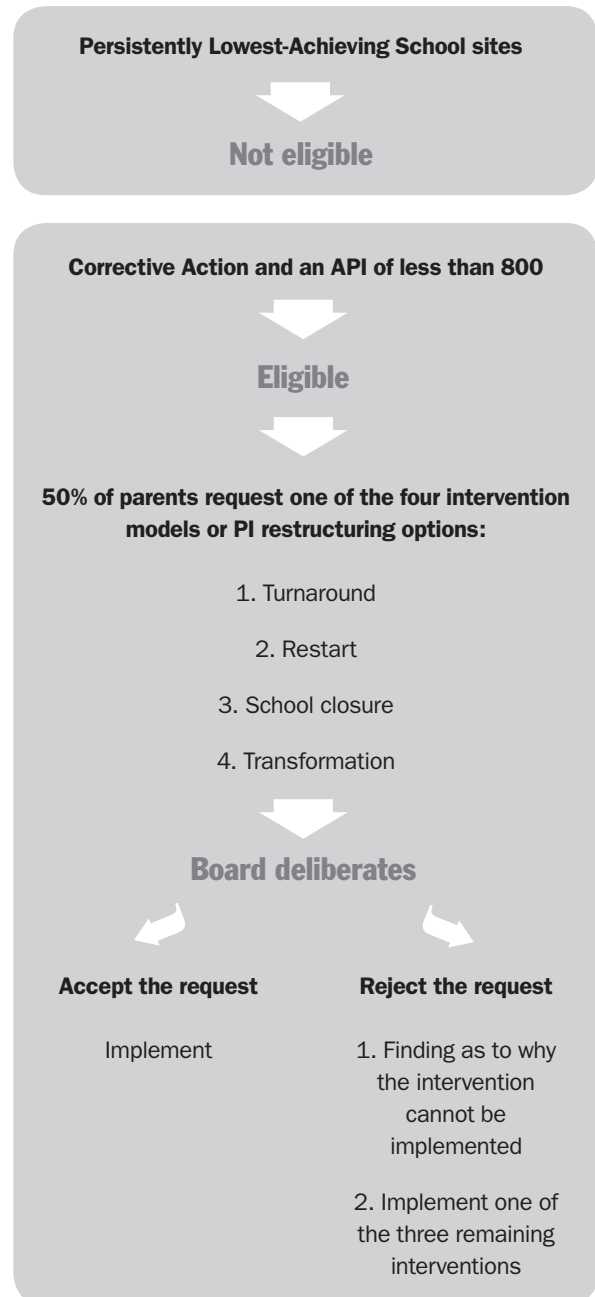 Persistently Lowest-Achieving School sites
Not eligible
Corrective Action and an API of less than 800
Eligible
50% of parents request one of the four intervention
models or PI restructuring options:
1. Turnaround
2. Restart
3. School closure
4. Transformation
Board deliberates
Accept the request
Implement
Reject the request
1. Finding as to why
the intervention
cannot be
implemented
2. Implement one of
the three remaining
interventions